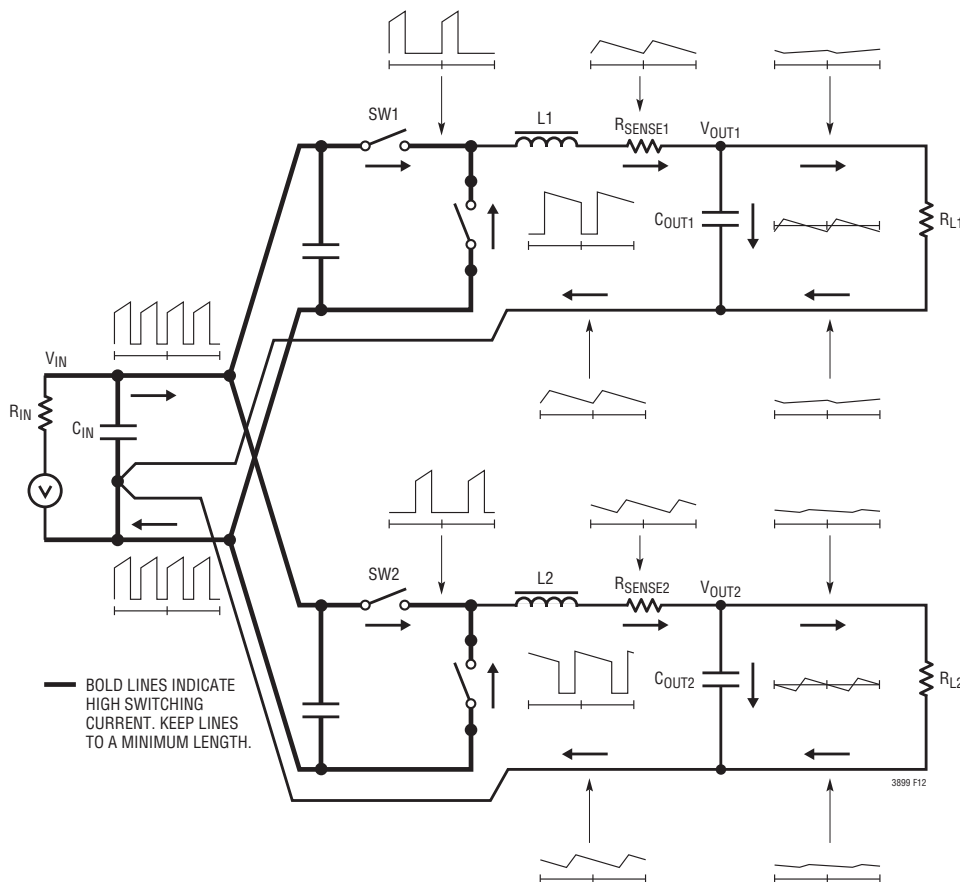 SW1
L1
RSENSE1
VOUT1
COUT1
RL1
VIN
RIN
CIN
SW2
L2
RSENSE2
VOUT2
COUT2
RL2
BOLD LINES INDICATE
HIGH SWITCHING
CURRENT. KEEP LINES
TO A MINIMUM LENGTH.
3899 F12